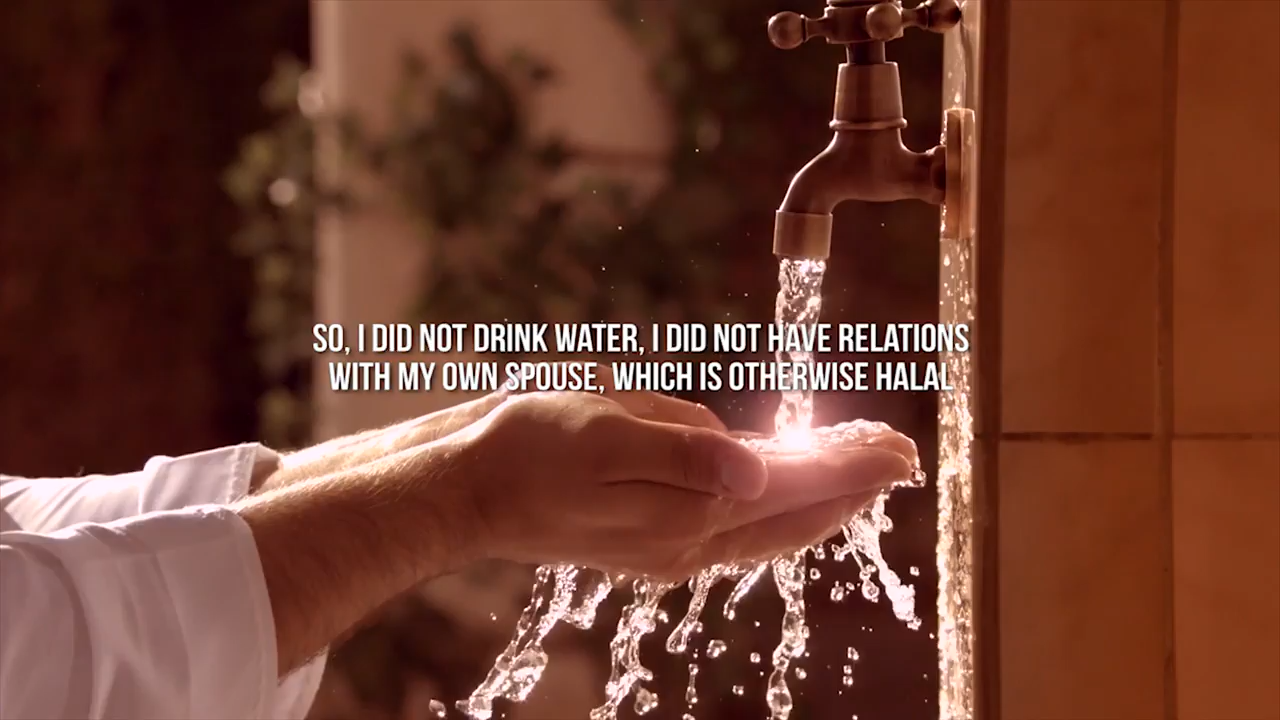 SO, I DID NOT DRINK WATER, I DID NOT HAVE RELATIONS
WITH MY OWN SPOUSE, WHICH IS OTHERWISE HALAL